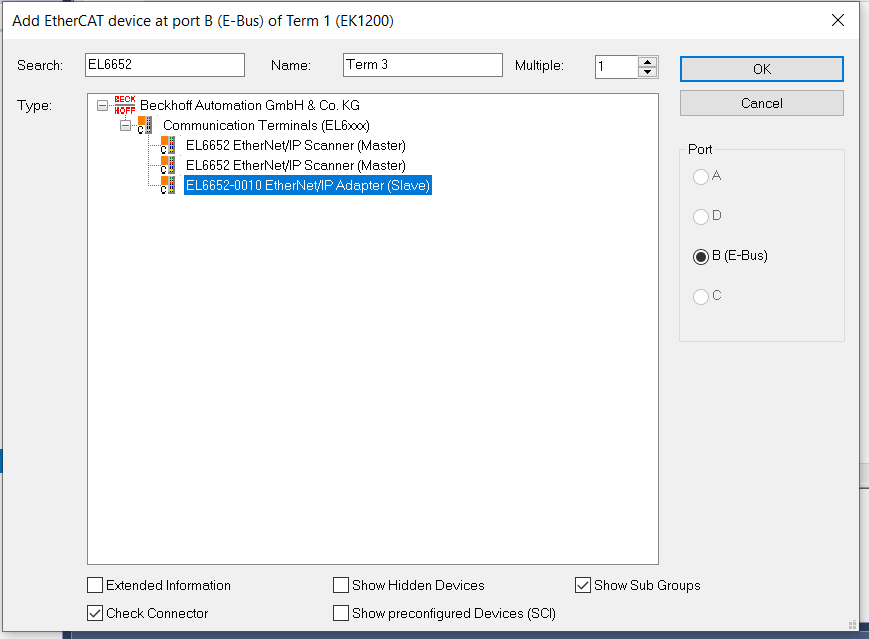 Add EtherCAT device at port B (E-Bus) of Term 1 (EK1200)
Search: EL6652 Name: Term 3 Multiple: 1 OK
Type: BECKHOFF Beckhoff Automation GmbH & Co. KG Cancel
C Communication Terminals (EL6xxx)
C EL6652 EtherNet/IP Scanner (Master) Port
C EL6652 EtherNet/IP Scanner (Master) A
C EL6652-0010 EtherNet/IP Adapter (Slave)
D
B (E-Bus)
C
Extended Information Show Hidden Devices Show Sub Groups
Check Connector Show preconfigured Devices (SCI)